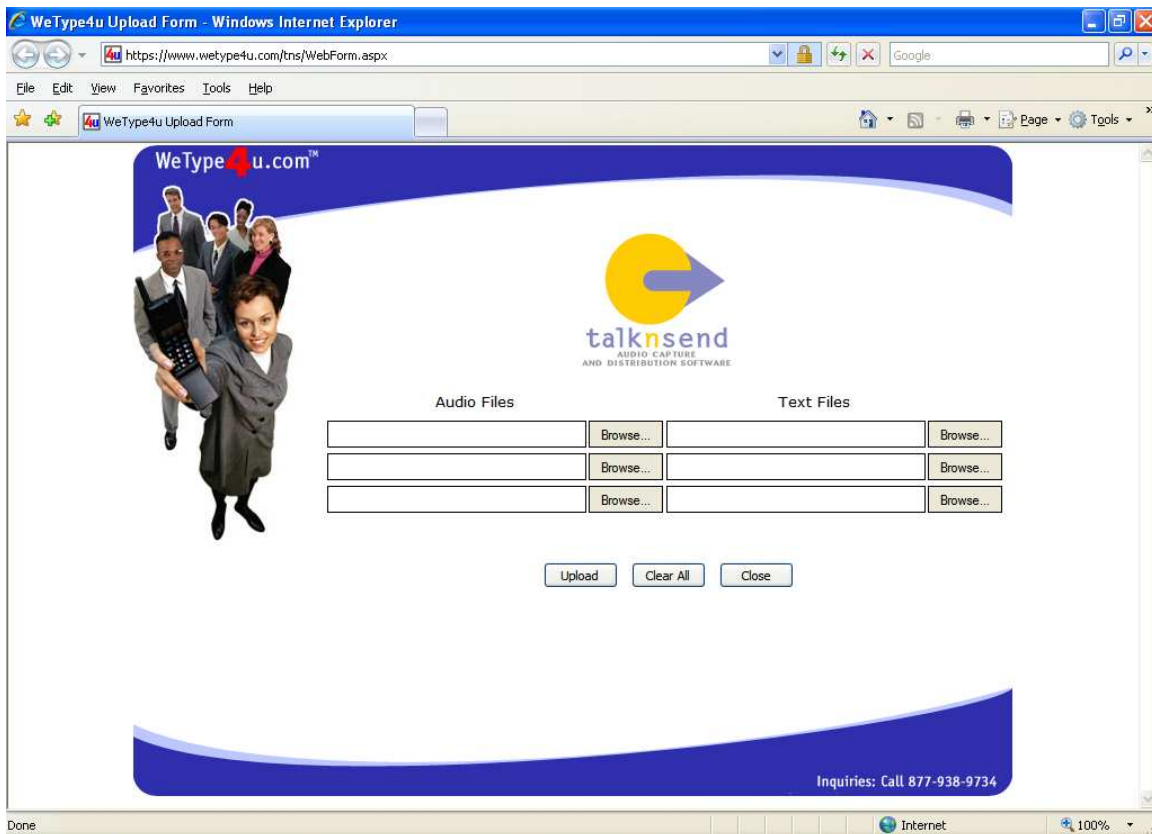 WeType4u Upload Form - Windows Internet Explorer
https://www.wetype4u.com/tns/WebForm.aspx
Google
File Edit View Favorites Tools Help
4u WeType4u Upload Form
Page Tools »
WeType4u.com™
talknsend
AUDIO CAPTURE
AND DISTRIBUTION SOFTWARE
Audio Files Text Files
Browse... Browse...
Browse... Browse...
Browse... Browse...
Upload Clear All Close
Inquiries: Call 877-938-9734
Done Internet 100%